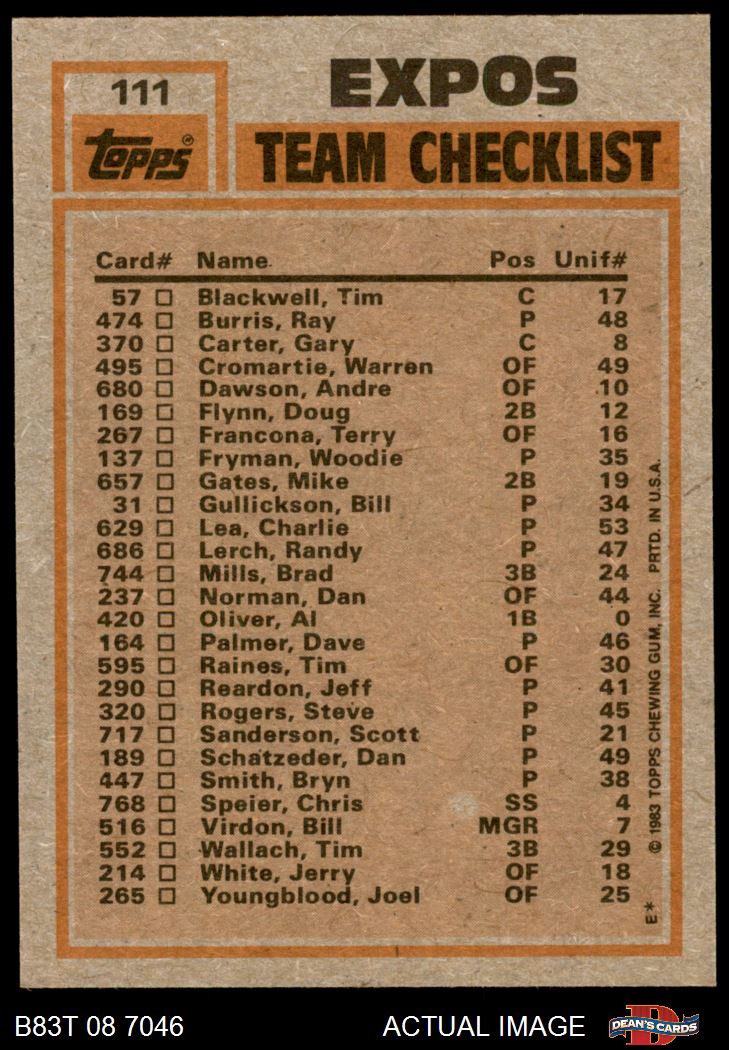 111
EXPOS
topps®
TEAM CHECKLIST
Card# Name Pos Unif#
57 Blackwell, Tim C 17
474 Burris, Ray P 48
370 Carter, Gary C 8
495 Cromartie, Warren OF 49
680 Dawson, Andre OF 10
169 Flynn, Doug 2B 12
267 Francona, Terry OF 16
137 Fryman, Woodie P 35
657 Gates, Mike 2B 19
31 Gullickson, Bill P 34
629 Lea, Charlie P 53
686 Lerch, Randy P 47
744 Mills, Brad 3B 24
237 Norman, Dan OF 44
420 Oliver, Al 1B 0
164 Palmer, Dave P 46
595 Raines, Tim OF 30
290 Reardon, Jeff P 41
320 Rogers, Steve P 45
717 Sanderson, Scott P 21
189 Schatzeder, Dan P 49
447 Smith, Bryn P 38
768 Speier, Chris SS 4
516 Virdon, Bill MGR 7
552 Wallach, Tim 3B 29
214 White, Jerry OF 18
265 Youngblood, Joel OF 25
E* © 1983 TOPPS CHEWING GUM, INC. PRTD. IN U.S.A.
B83T 08 7046 ACTUAL IMAGE
D
DEAN'S CARDS